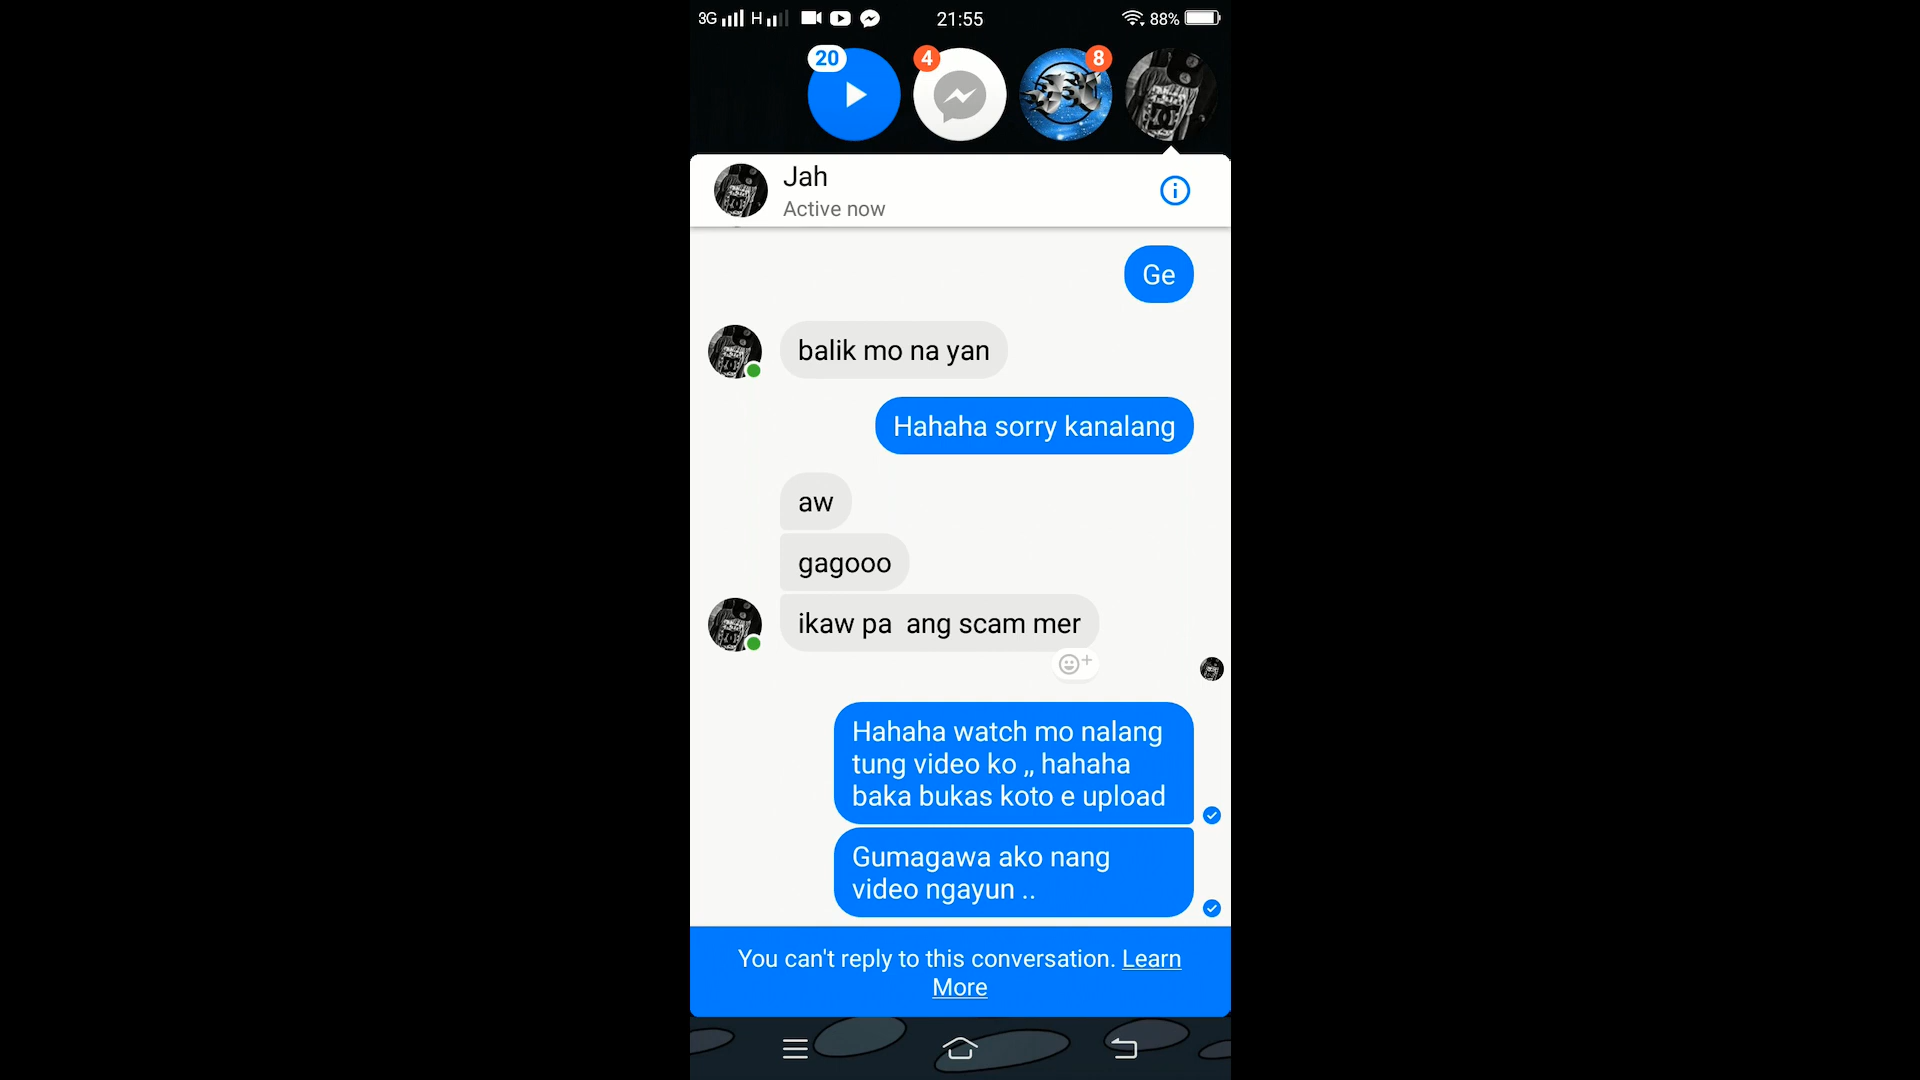 3G H 21:55 88%
20 4 8
Jah
Active now
Ge
balik mo na yan
Hahaha sorry kanalang
aw
gagooo
ikaw pa ang scam mer
Hahaha watch mo nalang
tung video ko ,, hahaha
baka bukas koto e upload
Gumagawa ako nang
video ngayun ..
You can't reply to this conversation. Learn
More